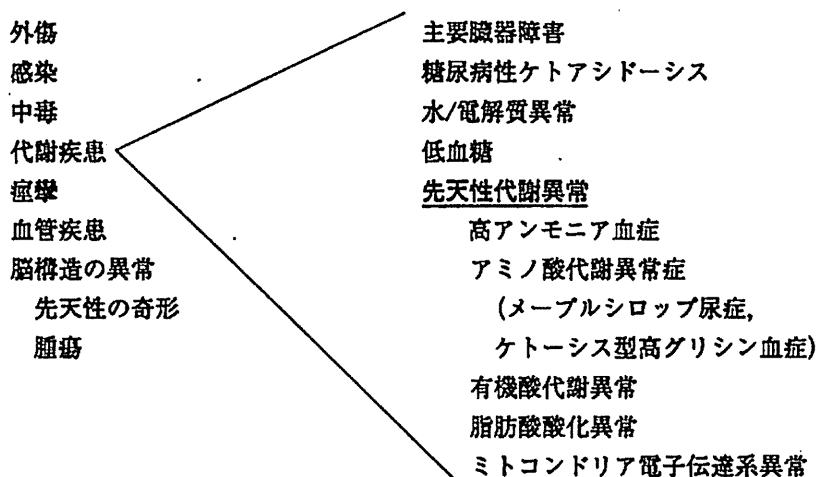 外傷
感染
中毒
代謝疾患
痙攣
血管疾患
脳構造の異常
先天性の奇形
腫瘍
主要臓器障害
糖尿病性ケトアシドーシス
水/電解質異常
低血糖
先天性代謝異常
高アンモニア血症
アミノ酸代謝異常症
(メープルシロップ尿症,
ケトーシス型高グリシン血症)
有機酸代謝異常
脂肪酸酸化異常
ミトコンドリア電子伝達系異常